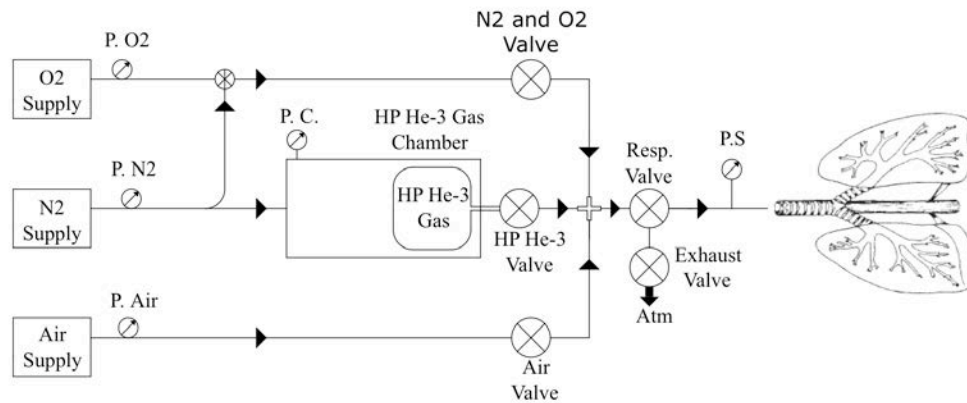 N2 and O2
Valve
P. O2
O2
Supply
P. C.
HP He-3 Gas
Chamber
Resp.
Valve
P.S
P. N2
N2
Supply
HP He-3
Gas
HP He-3
Valve
Exhaust
Valve
Atm
P. Air
Air
Supply
Air
Valve